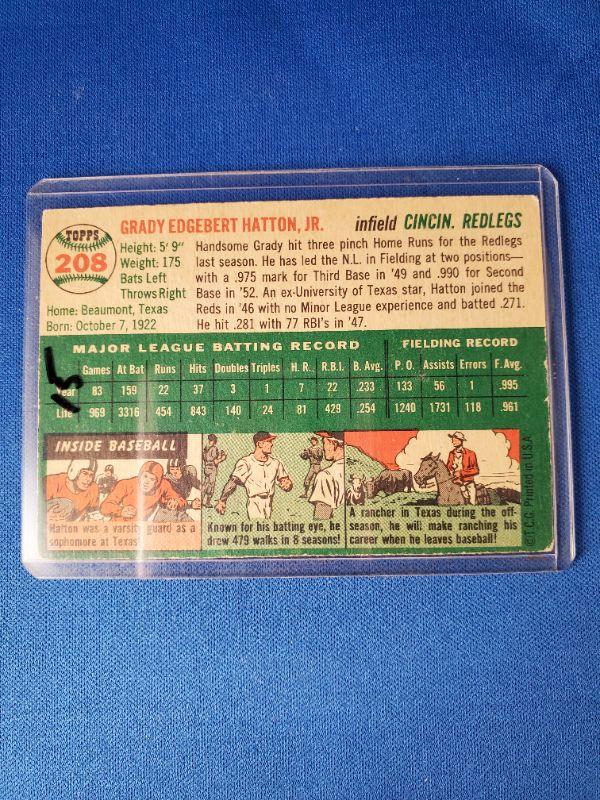 TOPPS
208
GRADY EDGEBERT HATTON, JR. infield CINCIN. REDLEGS
Height: 5' 9"
Weight: 175
Bats Left
Throws Right
Home: Beaumont, Texas
Born: October 7, 1922
Handsome Grady hit three pinch Home Runs for the Redlegs
last season. He has led the N.L. in Fielding at two positions—
with a .975 mark for Third Base in '49 and .990 for Second
Base in '52. An ex-University of Texas star, Hatton joined the
Reds in '46 with no Minor League experience and batted .271.
He hit .281 with 77 RBI's in '47.
MAJOR LEAGUE BATTING RECORD FIELDING RECORD
Games At Bat Runs Hits Doubles Triples H. R. R.B.I. B. Avg. P. O. Assists Errors F. Avg.
Year 83 159 22 37 3 1 7 22 .233 133 56 1 .995
Life 969 3316 454 843 140 24 81 429 .254 1240 1731 118 .961
15
INSIDE BASEBALL
Hatton was a varsity guard as a
sophomore at Texas
Known for his batting eye, he
drew 479 walks in 8 seasons!
A rancher in Texas during the off-
season, he will make ranching his
career when he leaves baseball!
©T.C.G. Printed in U.S.A.